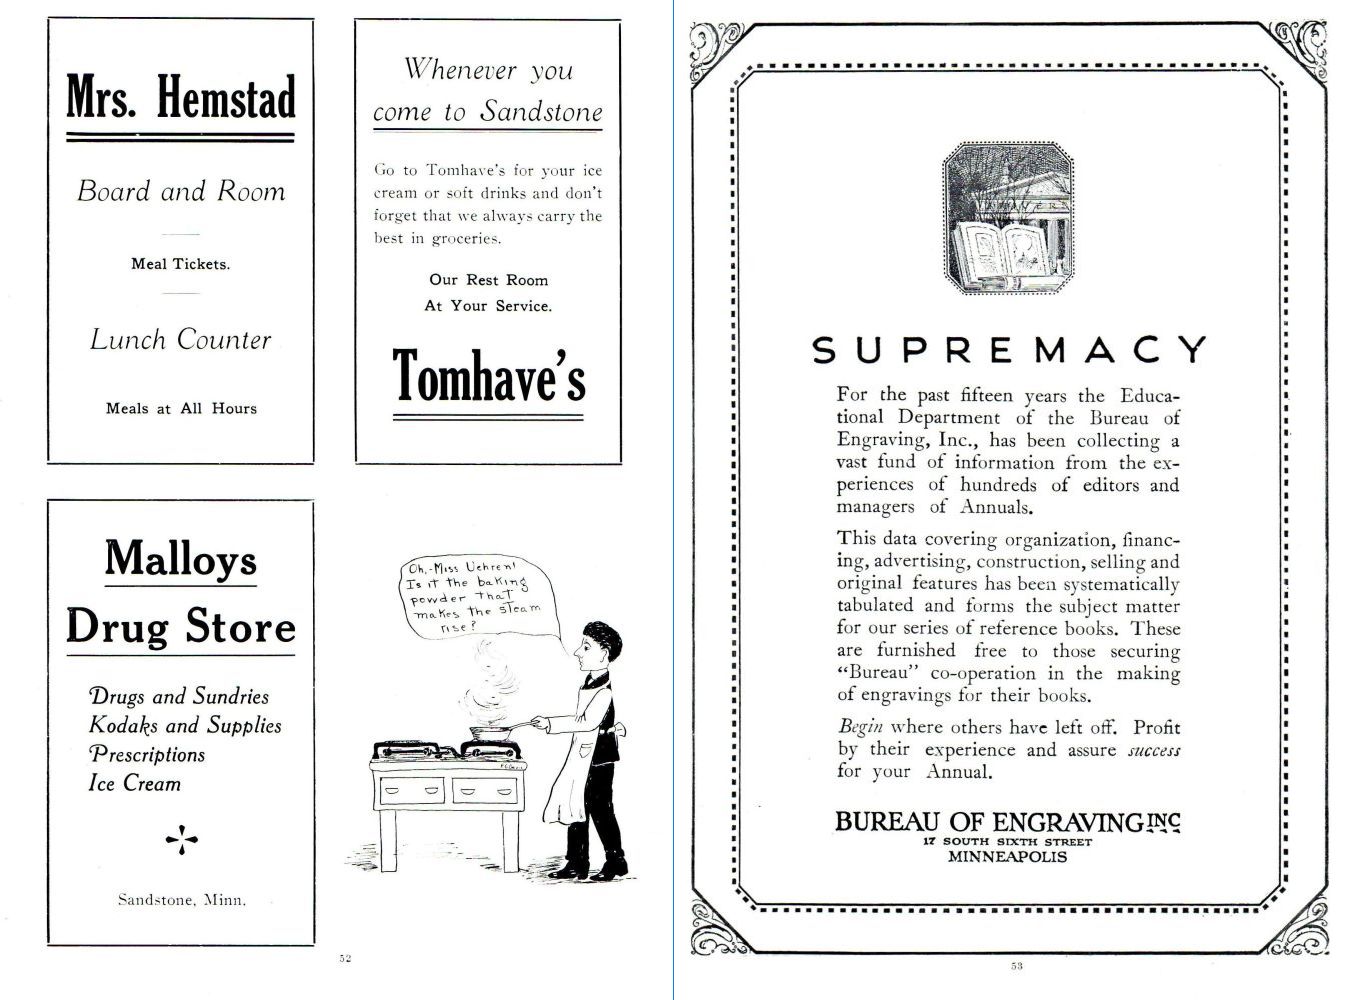 Mrs. Hemstad
Board and Room
Meal Tickets.
Lunch Counter
Meals at All Hours
Whenever you
come to Sandstone
Go to Tomhave's for your ice
cream or soft drinks and don't
forget that we always carry the
best in groceries.
Our Rest Room
At Your Service.
Tomhave's
Malloys
Drug Store
Drugs and Sundries
Kodaks and Supplies
Prescriptions
Ice Cream
Sandstone, Minn.
Oh,-Miss Uehren!
Is it the baking
powder that
makes the steam
rise?
52
SUPREMACY
For the past fifteen years the Educa-
tional Department of the Bureau of
Engraving, Inc., has been collecting a
vast fund of information from the ex-
periences of hundreds of editors and
managers of Annuals.
This data covering organization, financ-
ing, advertising, construction, selling and
original features has been systematically
tabulated and forms the subject matter
for our series of reference books. These
are furnished free to those securing
"Bureau" co-operation in the making
of engravings for their books.
Begin where others have left off. Profit
by their experience and assure success
for your Annual.
BUREAU OF ENGRAVING INC
17 SOUTH SIXTH STREET
MINNEAPOLIS
53